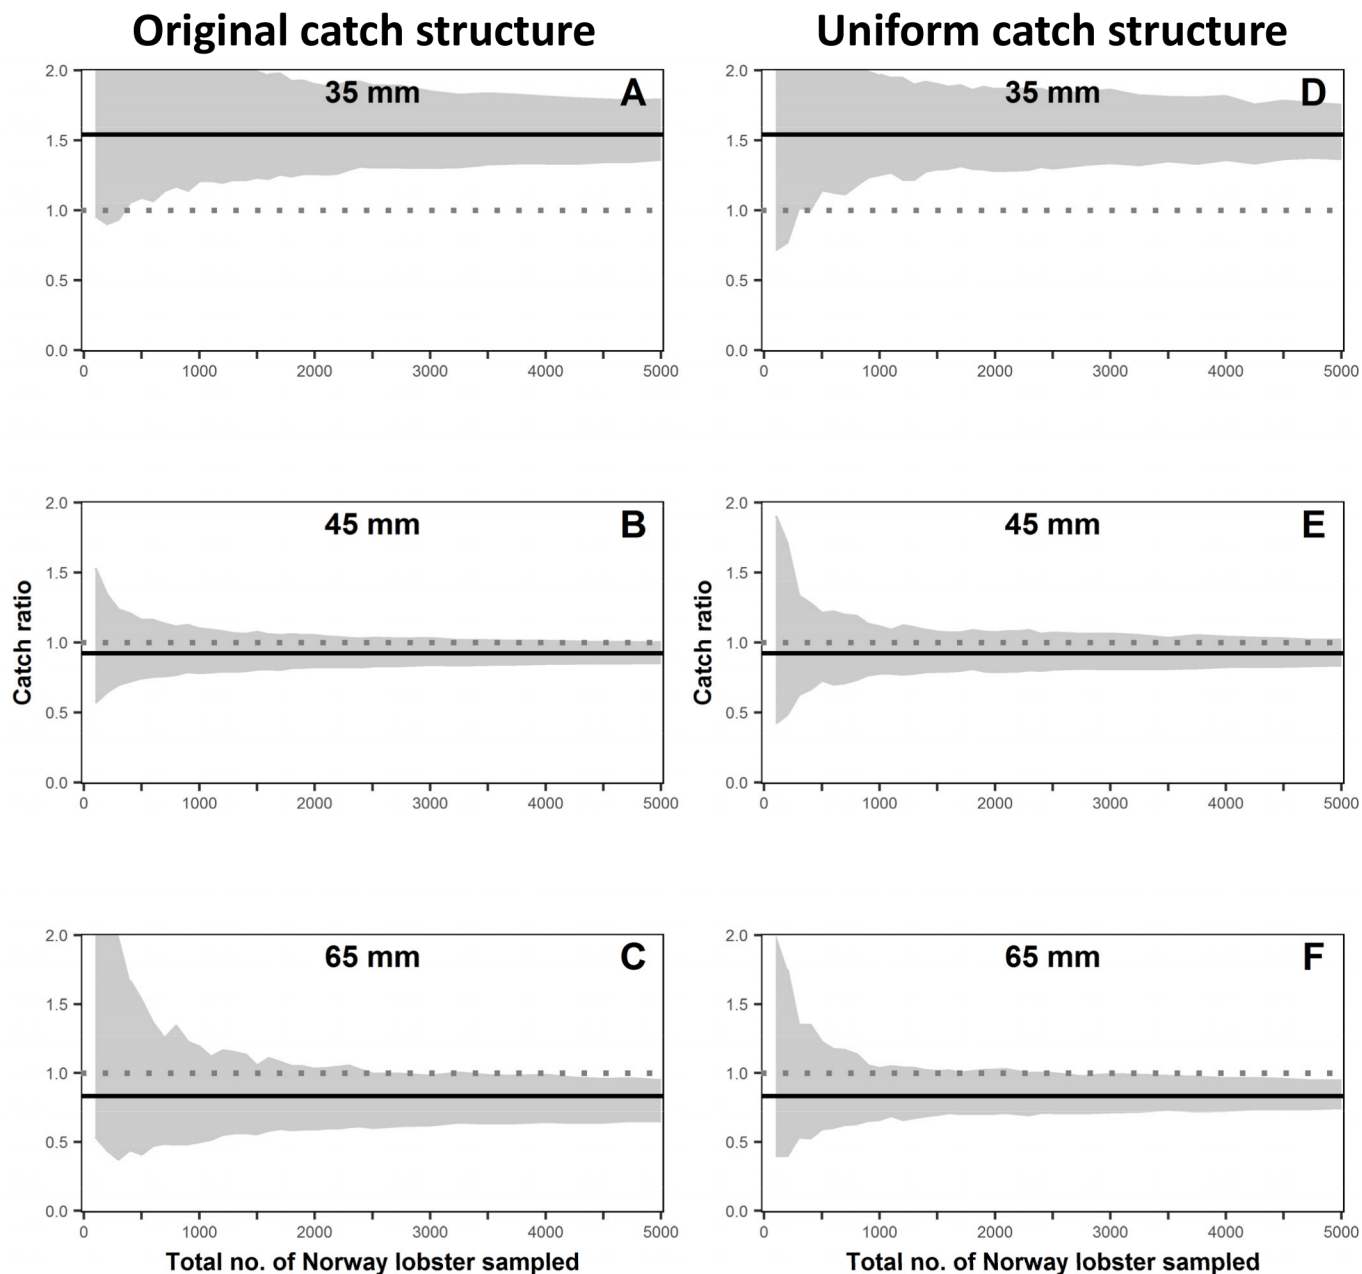 Original catch structure
Uniform catch structure
2.0
1.5
1.0
0.5
0.0
35 mm
A
0 1000 2000 3000 4000 5000
2.0
1.5
1.0
0.5
0.0
35 mm
D
0 1000 2000 3000 4000 5000
Catch ratio
2.0
1.5
1.0
0.5
0.0
45 mm
B
0 1000 2000 3000 4000 5000
Catch ratio
2.0
1.5
1.0
0.5
0.0
45 mm
E
0 1000 2000 3000 4000 5000
2.0
1.5
1.0
0.5
0.0
65 mm
C
0 1000 2000 3000 4000 5000
Total no. of Norway lobster sampled
2.0
1.5
1.0
0.5
0.0
65 mm
F
0 1000 2000 3000 4000 5000
Total no. of Norway lobster sampled